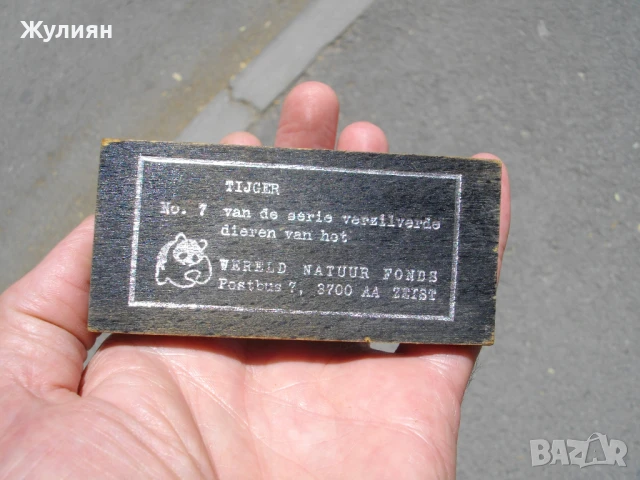 Жулиян
TIJGER
No. 7 van de serie verzilverde
dieren van hot
WERELD NATUUR FONDS
Postbus 7, 3700 AA ZEIST
BAZAR